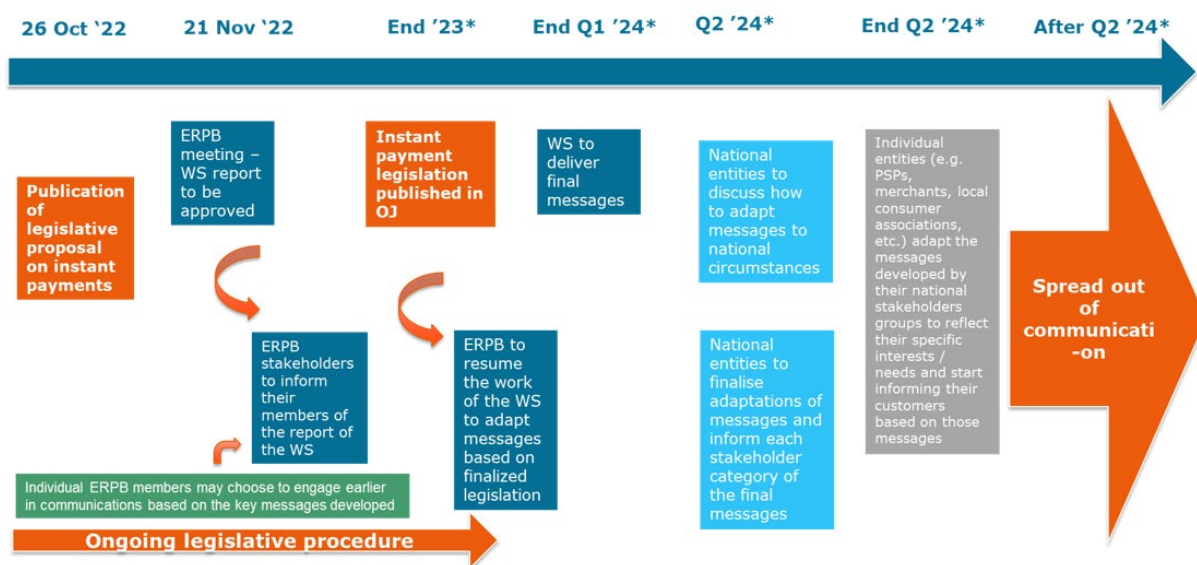 26 Oct ‘22
21 Nov ‘22
End ’23*
End Q1 ’24*
Q2 ’24*
End Q2 ’24*
After Q2 ’24*
Publication
of
legislative
proposal
on instant
payments
ERPB
meeting –
WS report
to be
approved
ERPB
stakeholders
to inform
their
members of
the report of
the WS
Individual ERPB members may choose to engage earlier
in communications based on the key messages developed
Ongoing legislative procedure
Instant
payment
legislation
published in
OJ
ERPB to
resume
the work
of the WS
to adapt
messages
based on
finalized
legislation
WS to
deliver
final
messages
National
entities to
discuss how
to adapt
messages to
national
circumstances
National
entities to
finalise
adaptations of
messages and
inform each
stakeholder
category of
the final
messages
Individual
entities (e.g.
PSPs,
merchants, local
consumer
associations,
etc.) adapt the
messages
developed by
their national
stakeholders
groups to reflect
their specific
interests /
needs and start
informing their
customers
based on those
messages
Spread out
of
communicati
-on